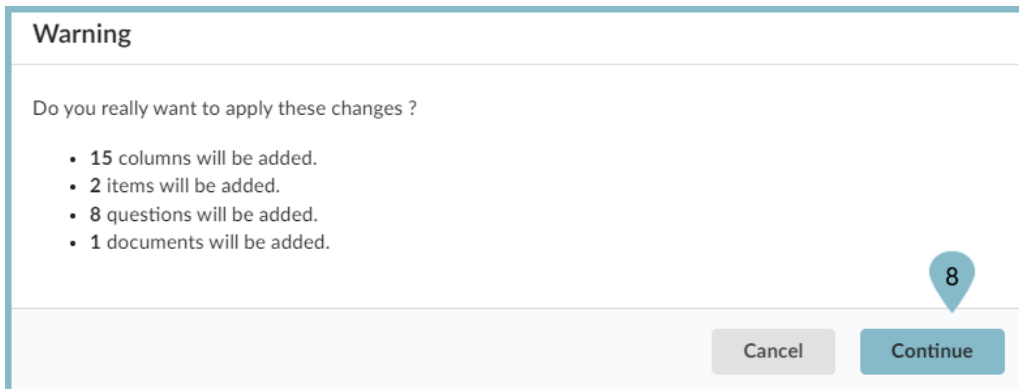 Warning
Do you really want to apply these changes ?
• 15 columns will be added.
• 2 items will be added.
• 8 questions will be added.
• 1 documents will be added.
8
Cancel Continue